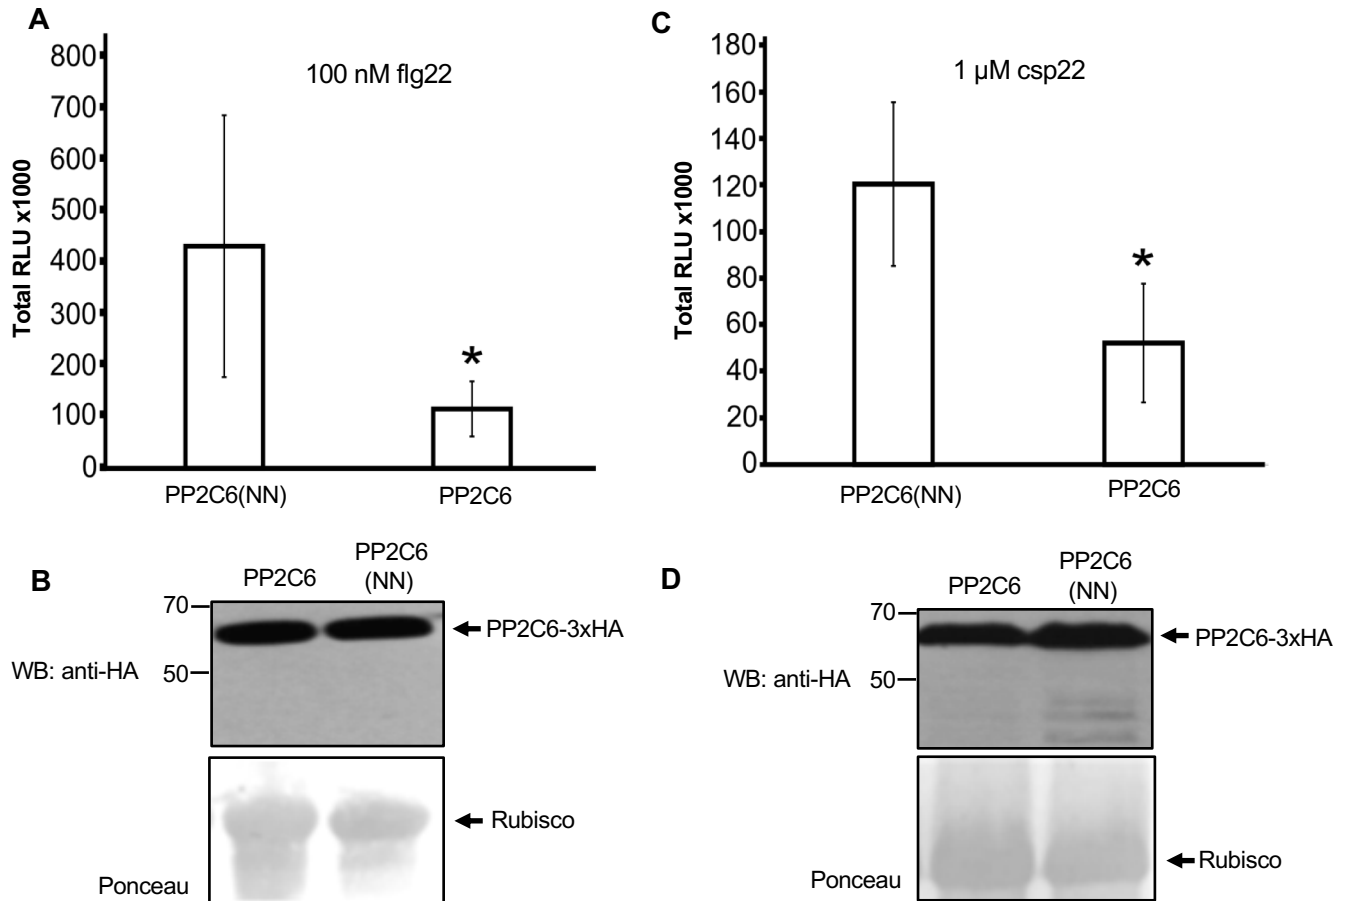 A
100 nM flg22
Total RLU x1000
800
700
600
500
400
300
200
100
0
PP2C6(NN)
PP2C6
*
C
1 µM csp22
Total RLU x1000
180
160
140
120
100
80
60
40
20
0
PP2C6(NN)
PP2C6
*
B
PP2C6
PP2C6
(NN)
70
50
WB: anti-HA
PP2C6-3xHA
Rubisco
Ponceau
D
PP2C6
PP2C6
(NN)
70
50
WB: anti-HA
PP2C6-3xHA
Rubisco
Ponceau